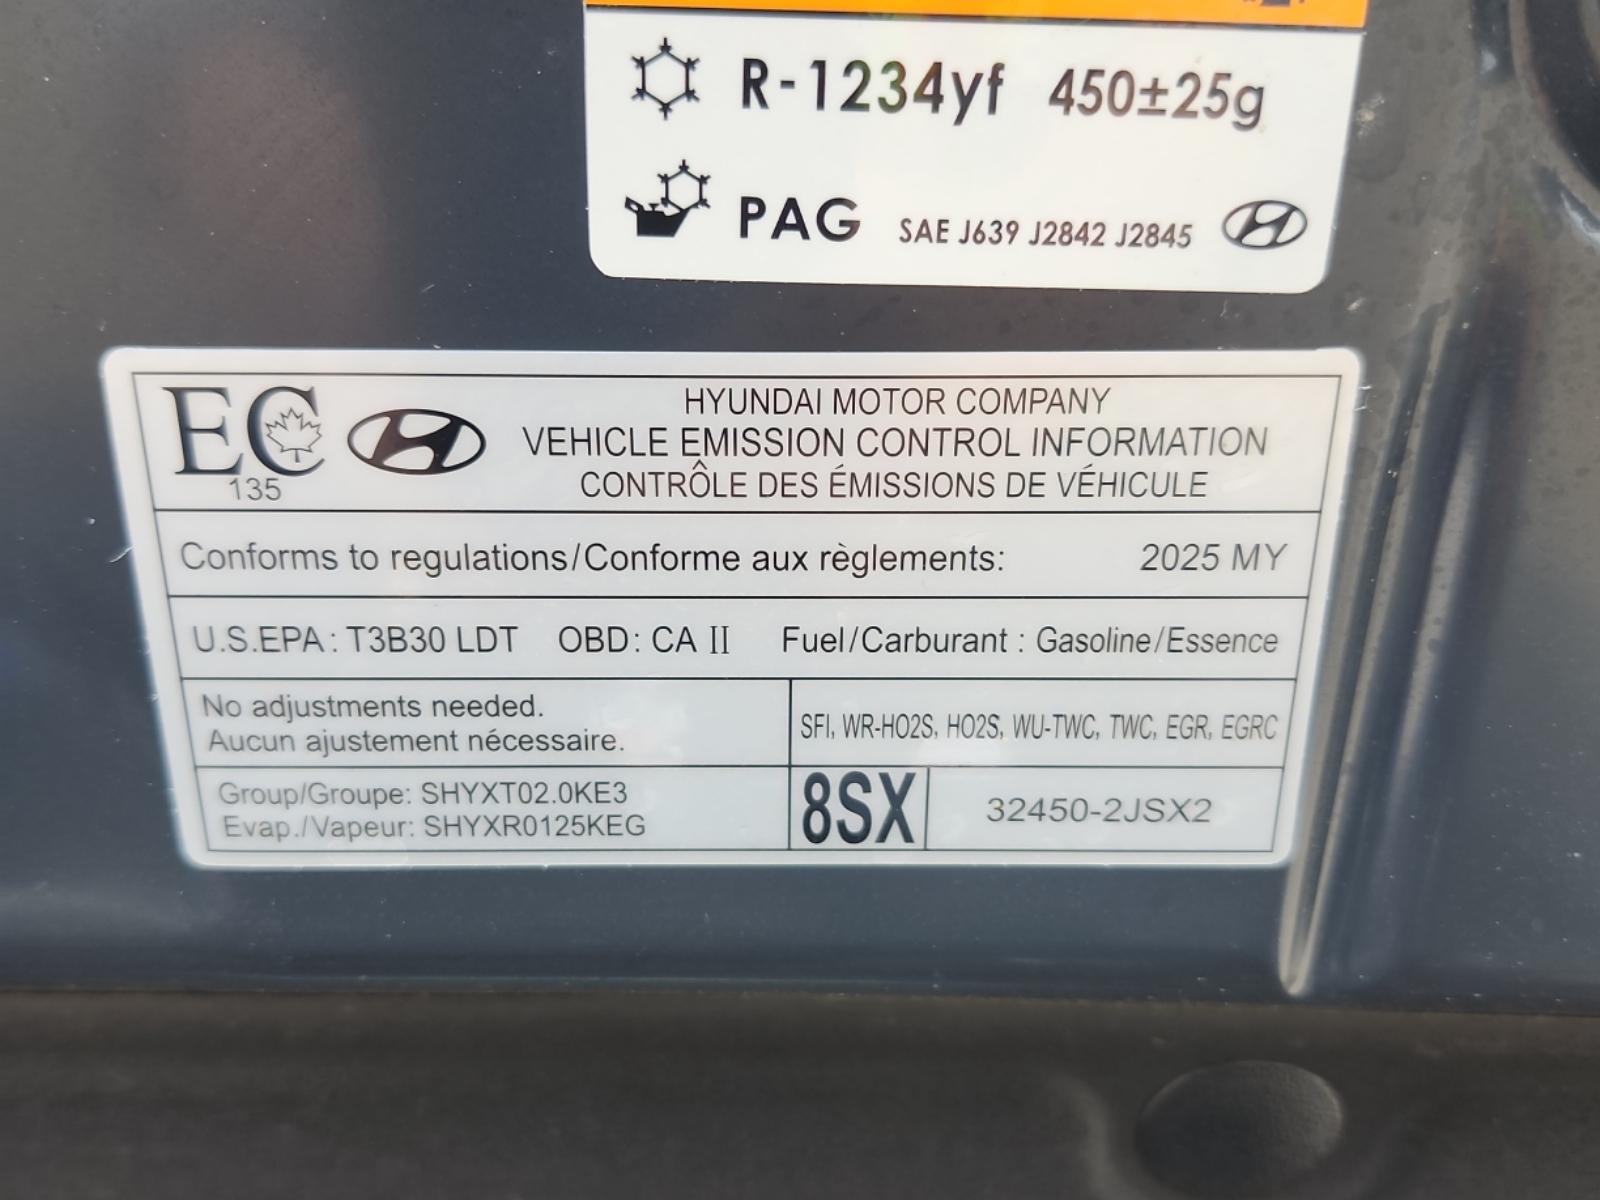 R-1234yf 450±25g
PAG SAE J639 J2842 J2845
EC
135
HYUNDAI MOTOR COMPANY
VEHICLE EMISSION CONTROL INFORMATION
CONTRÔLE DES ÉMISSIONS DE VÉHICULE
Conforms to regulations/Conforme aux règlements: 2025 MY
U.S.EPA : T3B30 LDT OBD: CA II Fuel/Carburant : Gasoline/Essence
No adjustments needed.
Aucun ajustement nécessaire.
SFI, WR-HO2S, HO2S, WU-TWC, TWC, EGR, EGRC
Group/Groupe: SHYXT02.0KE3
Evap./Vapeur: SHYXR0125KEG
8SX
32450-2JSX2